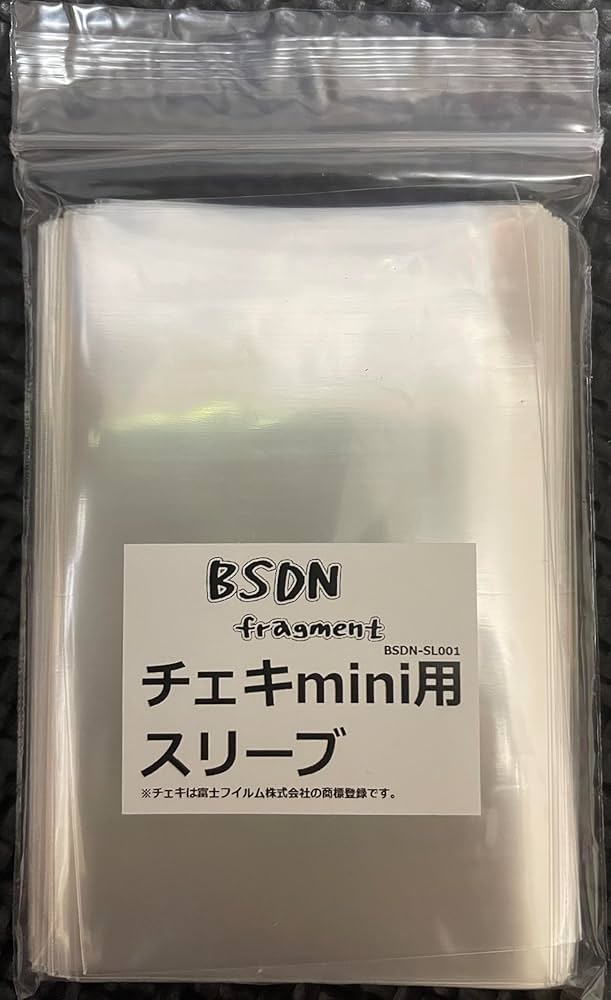 BSDN
fragment
BSDN-SL001
チェキmini用
スリーブ
※チェキは富士フイルム株式会社の商標登録です。